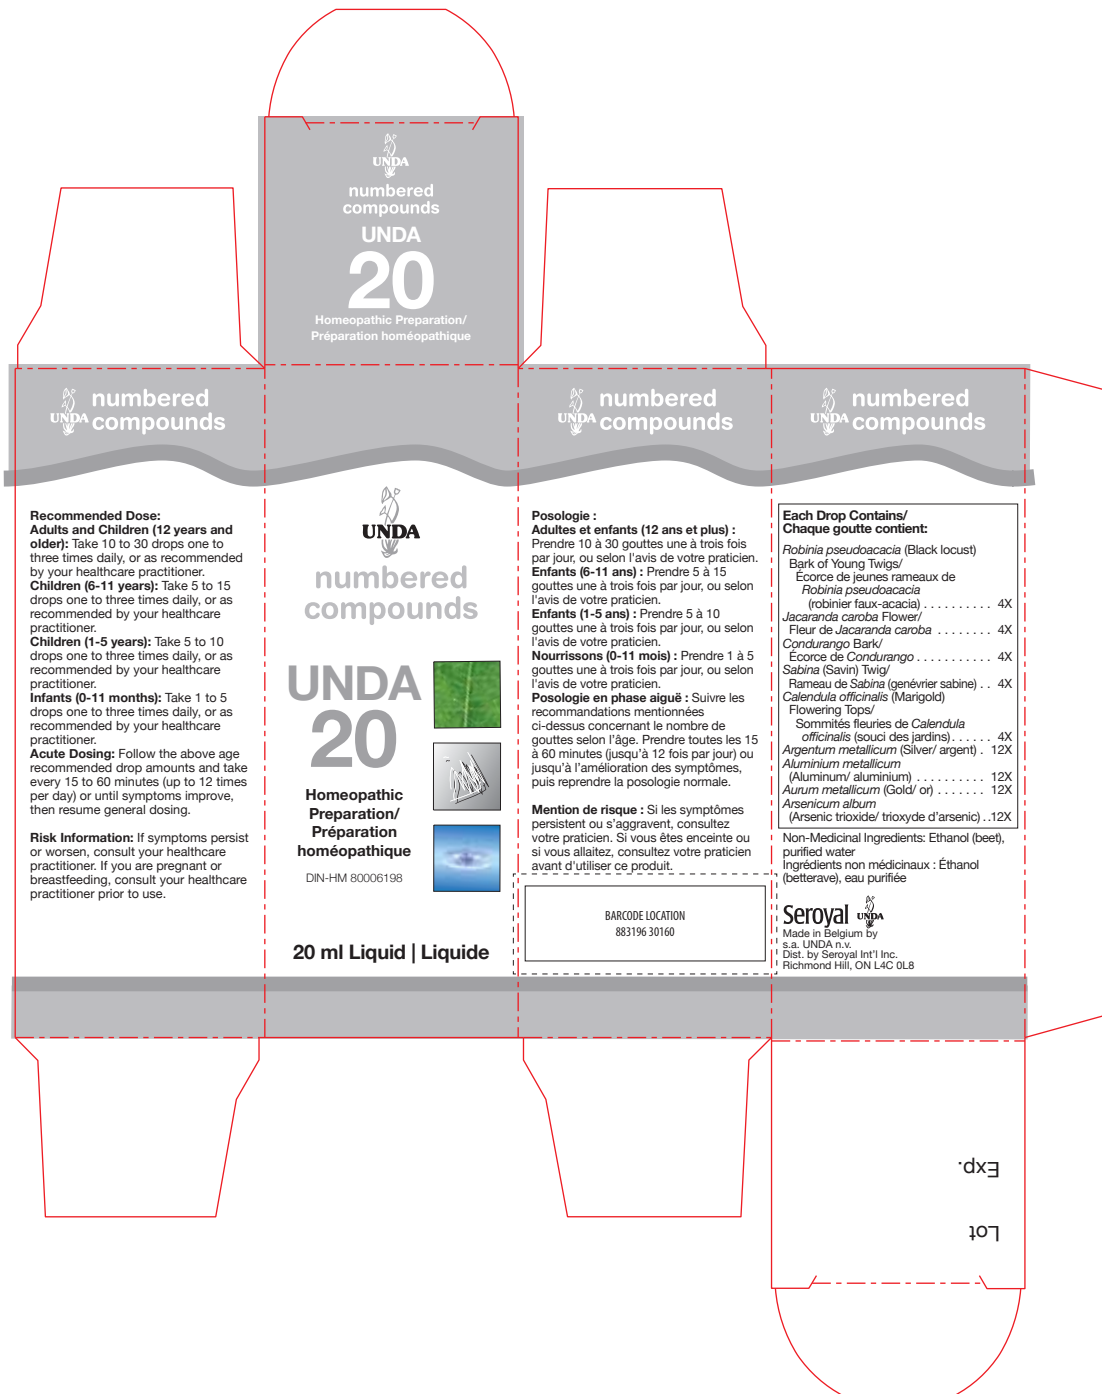 UNDA
numbered
compounds
UNDA
20
Homeopathic Preparation/
Préparation homéopathique
UNDA
numbered
compounds
Recommended Dose:
Adults and Children (12 years and
older): Take 10 to 30 drops one to
three times daily, or as recommended
by your healthcare practitioner.
Children (6-11 years): Take 5 to 15
drops one to three times daily, or as
recommended by your healthcare
practitioner.
Children (1-5 years): Take 5 to 10
drops one to three times daily, or as
recommended by your healthcare
practitioner.
Infants (0-11 months): Take 1 to 5
drops one to three times daily, or as
recommended by your healthcare
practitioner.
Acute Dosing: Follow the above age
recommended drop amounts and take
every 15 to 60 minutes (up to 12 times
per day) or until symptoms improve,
then resume general dosing.
Risk Information: If symptoms persist
or worsen, consult your healthcare
practitioner. If you are pregnant or
breastfeeding, consult your healthcare
practitioner prior to use.
UNDA
numbered
compounds
UNDA
20
Homeopathic
Preparation/
Préparation
homéopathique
DIN-HM 80006198
20 ml Liquid | Liquide
UNDA
numbered
compounds
Posologie :
Adultes et enfants (12 ans et plus) :
Prendre 10 à 30 gouttes une à trois fois
par jour, ou selon l'avis de votre praticien.
Enfants (6-11 ans) : Prendre 5 à 15
gouttes une à trois fois par jour, ou selon
l'avis de votre praticien.
Enfants (1-5 ans) : Prendre 5 à 10
gouttes une à trois fois par jour, ou selon
l'avis de votre praticien.
Nourrissons (0-11 mois) : Prendre 1 à 5
gouttes une à trois fois par jour, ou selon
l'avis de votre praticien.
Posologie en phase aiguë : Suivre les
recommandations mentionnées
ci-dessus concernant le nombre de
gouttes selon l'âge. Prendre toutes les 15
à 60 minutes (jusqu'à 12 fois par jour) ou
jusqu'à l'amélioration des symptômes,
puis reprendre la posologie normale.
Mention de risque : Si les symptômes
persistent ou s'aggravent, consultez
votre praticien. Si vous êtes enceinte ou
si vous allaitez, consultez votre praticien
avant d'utiliser ce produit.
BARCODE LOCATION
883196 30160
UNDA
numbered
compounds
Each Drop Contains/
Chaque goutte contient:
Robinia pseudoacacia (Black locust)
Bark of Young Twigs/
Écorce de jeunes rameaux de
Robinia pseudoacacia
(robinier faux-acacia) . . . . . . . . . . 4X
Jacaranda caroba Flower/
Fleur de Jacaranda caroba . . . . . . . . 4X
Condurango Bark/
Écorce de Condurango . . . . . . . . . . . 4X
Sabina (Savin) Twig/
Rameau de Sabina (genévrier sabine) . . 4X
Calendula officinalis (Marigold)
Flowering Tops/
Sommités fleuries de Calendula
officinalis (souci des jardins) . . . . . . 4X
Argentum metallicum (Silver/ argent) . 12X
Aluminium metallicum
(Aluminum/ aluminium) . . . . . . . . . . 12X
Aurum metallicum (Gold/ or) . . . . . . . 12X
Arsenicum album
(Arsenic trioxide/ trioxyde d'arsenic) . . 12X
Non-Medicinal Ingredients: Ethanol (beet),
purified water
Ingrédients non médicinaux : Éthanol
(betterave), eau purifiée
Seroyal UNDA
Made in Belgium by
s.a. UNDA n.v.
Dist. by Seroyal Int'l Inc.
Richmond Hill, ON L4C 0L8
Exp.
Lot